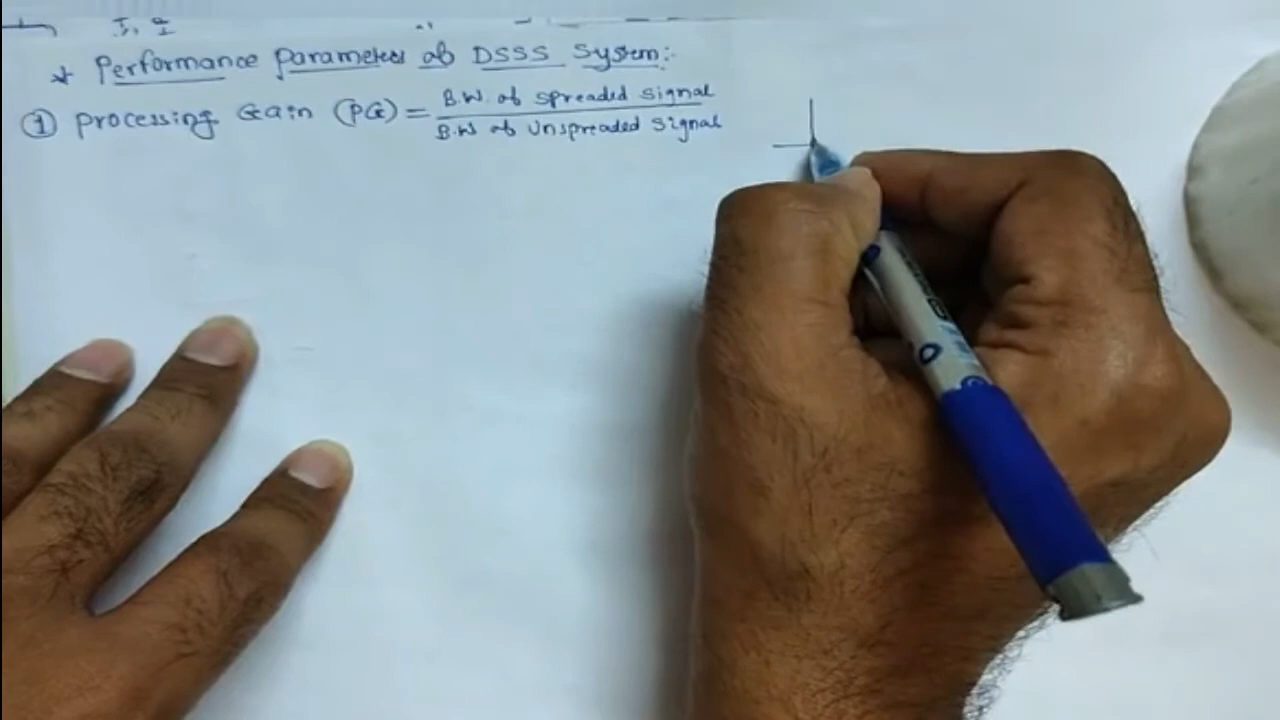 * Performance Parameters of DSSS System:
① Processing Gain (PG) = B.W. of spreaded signal
B.W of Unspreaded Signal